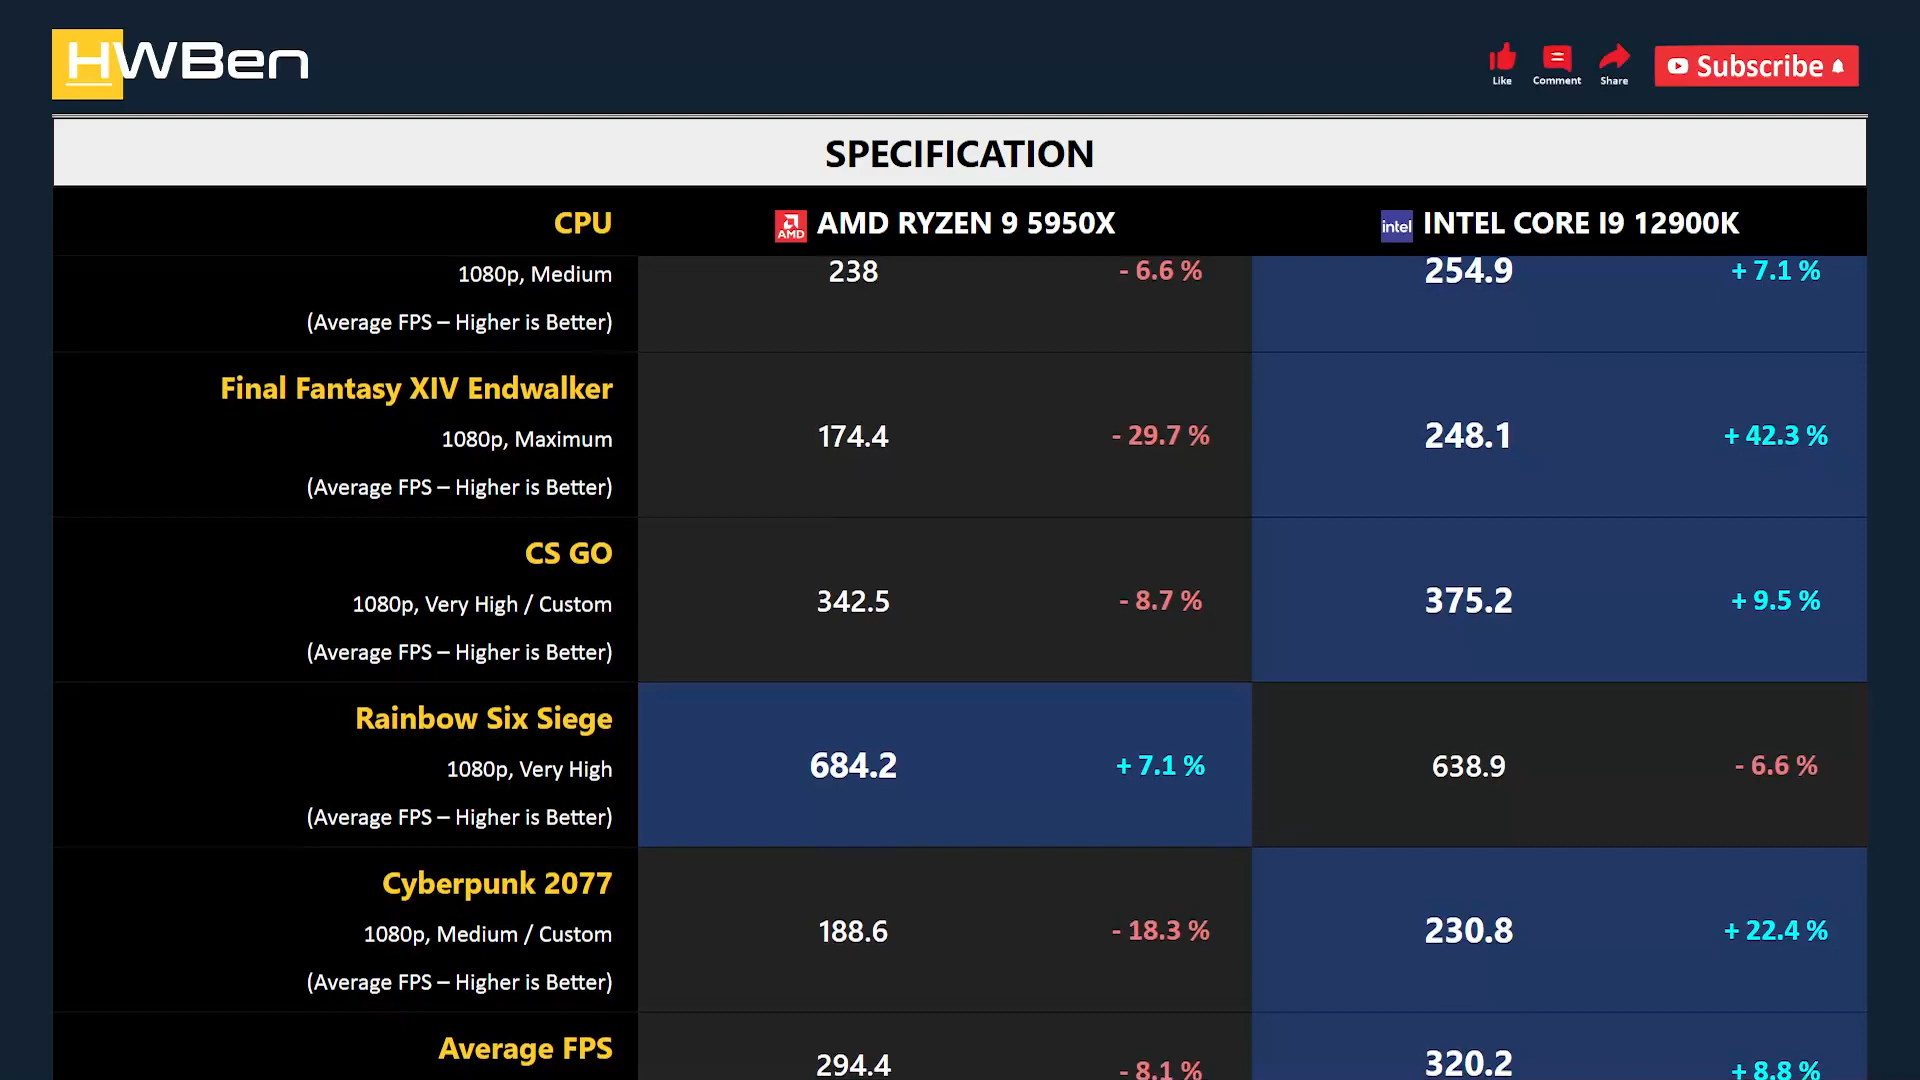 HWBen
Like
Comment
Share
Subscribe
SPECIFICATION
CPU
AMD
AMD RYZEN 9 5950X
intel
INTEL CORE I9 12900K
1080p, Medium
238
- 6.6 %
254.9
+ 7.1 %
(Average FPS – Higher is Better)
Final Fantasy XIV Endwalker
1080p, Maximum
174.4
- 29.7 %
248.1
+ 42.3 %
(Average FPS – Higher is Better)
CS GO
1080p, Very High / Custom
342.5
- 8.7 %
375.2
+ 9.5 %
(Average FPS – Higher is Better)
Rainbow Six Siege
1080p, Very High
684.2
+ 7.1 %
638.9
- 6.6 %
(Average FPS – Higher is Better)
Cyberpunk 2077
1080p, Medium / Custom
188.6
- 18.3 %
230.8
+ 22.4 %
(Average FPS – Higher is Better)
Average FPS
294.4
- 8.1 %
320.2
+ 8.8 %